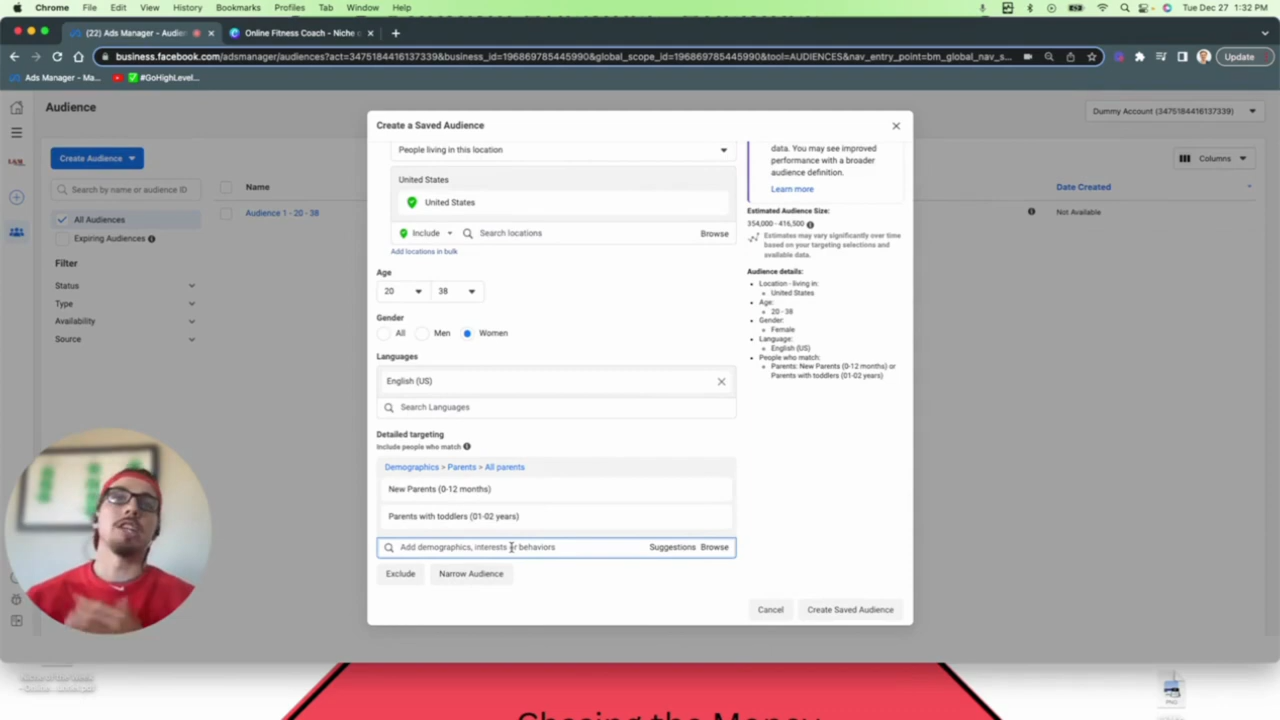 Chrome File Edit View History Bookmarks Profiles Tab Window Help Tue Dec 27 1:32 PM
(22) Ads Manager - Audien Online Fitness Coach - Niche o
business.facebook.com/adsmanager/audiences?act=3475184416137339&business_id=196869785445990&global_scope_id=196869785445990&tool=AUDIENCES&nav_entry_point=bm_global_nav_s... Update
Ads Manager - Ma... #GoHighLevel...
Audience
Dummy Account (3475184416137339)
Create Audience
Columns
Search by name or audience ID
Name
Date Created
All Audiences
Audience 1 - 20 - 38
Not Available
Expiring Audiences
Filter
Status
Type
Availability
Source
Create a Saved Audience
People living in this location
United States
United States
Include
Search locations
Browse
Add locations in bulk
Age
20
38
Gender
All
Men
Women
Languages
English (US)
Search Languages
Detailed targeting
Include people who match
Demographics > Parents > All parents
New Parents (0-12 months)
Parents with toddlers (01-02 years)
Add demographics, interests or behaviors
Suggestions
Browse
Exclude
Narrow Audience
data. You may see improved
performance with a broader
audience definition.
Learn more
Estimated Audience Size:
354,000 - 416,500
Estimates may vary significantly over time
based on your targeting selections and
available data.
Audience details:
Location - living in:
United States
Age:
20 - 38
Gender:
Female
Language:
English (US)
People who match:
Parents: New Parents (0-12 months) or
Parents with toddlers (01-02 years)
Cancel
Create Saved Audience
PNG
Chasing the Money